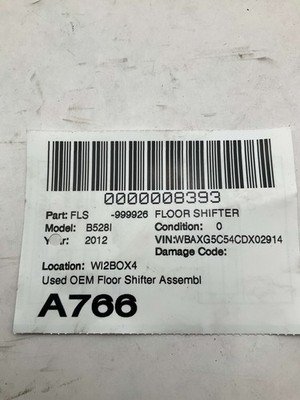 0000008393
Part: FLS -999926 FLOOR SHIFTER
Model: B528I Condition: 0
Year: 2012 VIN:WBAXG5C54CDX02914
Damage Code:
Location: WI2BOX4
Used OEM Floor Shifter Assembl
A766